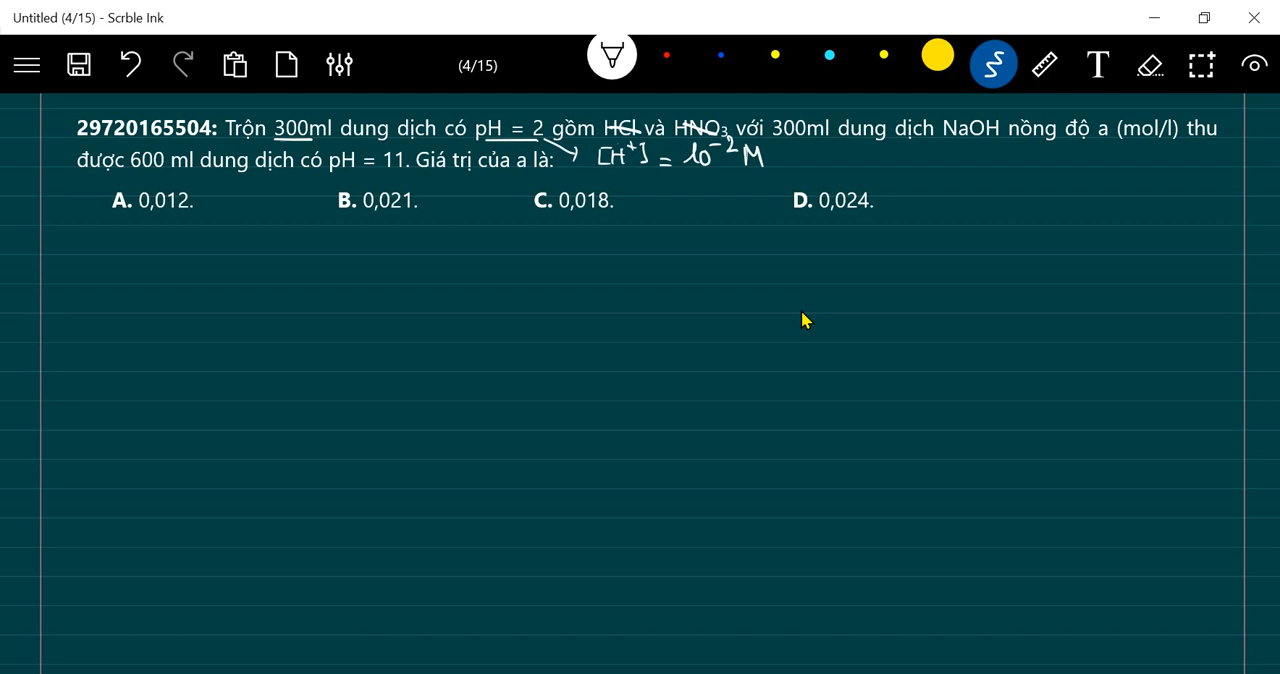 Untitled (4/15) - Scrble Ink
(4/15)
T
29720165504: Trộn 300ml dung dịch có pH = 2 gồm HCl và HNO₃ với 300ml dung dịch NaOH nồng độ a (mol/l) thu
được 600 ml dung dịch có pH = 11. Giá trị của a là: [H⁺] = 10⁻² M
A. 0,012. B. 0,021. C. 0,018. D. 0,024.